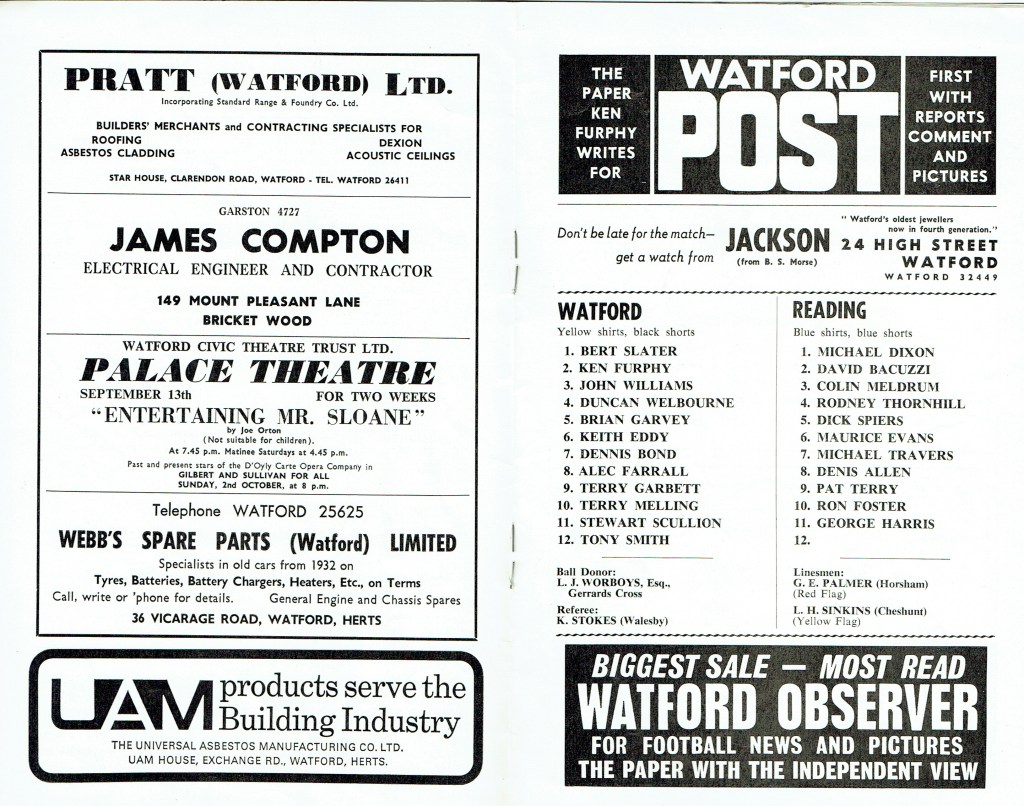 PRATT (WATFORD) LTD.
Incorporating Standard Range & Foundry Co. Ltd.
BUILDERS' MERCHANTS and CONTRACTING SPECIALISTS FOR
ROOFING DEXION
ASBESTOS CLADDING ACOUSTIC CEILINGS
STAR HOUSE, CLARENDON ROAD, WATFORD - TEL. WATFORD 26411
GARSTON 4727
JAMES COMPTON
ELECTRICAL ENGINEER AND CONTRACTOR
149 MOUNT PLEASANT LANE
BRICKET WOOD
WATFORD CIVIC THEATRE TRUST LTD.
PALACE THEATRE
SEPTEMBER 13th FOR TWO WEEKS
"ENTERTAINING MR. SLOANE"
by Joe Orton
(Not suitable for children).
At 7.45 p.m. Matinee Saturdays at 4.45 p.m.
Past and present stars of the D'Oyly Carte Opera Company in
GILBERT AND SULLIVAN FOR ALL
SUNDAY, 2nd OCTOBER, at 8 p.m.
Telephone WATFORD 25625
WEBB'S SPARE PARTS (Watford) LIMITED
Specialists in old cars from 1932 on
Tyres, Batteries, Battery Chargers, Heaters, Etc., on Terms
Call, write or 'phone for details. General Engine and Chassis Spares
36 VICARAGE ROAD, WATFORD, HERTS
UAM products serve the
Building Industry
THE UNIVERSAL ASBESTOS MANUFACTURING CO. LTD.
UAM HOUSE, EXCHANGE RD., WATFORD, HERTS.
THE
PAPER
KEN
FURPHY
WRITES
FOR
WATFORD
POST
FIRST
WITH
REPORTS
COMMENT
AND
PICTURES
Don't be late for the match—
get a watch from
JACKSON
(from B. S. Morse)
"Watford's oldest jewellers
now in fourth generation."
24 HIGH STREET
WATFORD
WATFORD 32449
WATFORD
Yellow shirts, black shorts
1. BERT SLATER
2. KEN FURPHY
3. JOHN WILLIAMS
4. DUNCAN WELBOURNE
5. BRIAN GARVEY
6. KEITH EDDY
7. DENNIS BOND
8. ALEC FARRALL
9. TERRY GARBETT
10. TERRY MELLING
11. STEWART SCULLION
12. TONY SMITH
Ball Donor:
L. J. WORBOYS, Esq.,
Gerrards Cross
Referee:
K. STOKES (Walesby)
READING
Blue shirts, blue shorts
1. MICHAEL DIXON
2. DAVID BACUZZI
3. COLIN MELDRUM
4. RODNEY THORNHILL
5. DICK SPIERS
6. MAURICE EVANS
7. MICHAEL TRAVERS
8. DENIS ALLEN
9. PAT TERRY
10. RON FOSTER
11. GEORGE HARRIS
12.
Linesmen:
G. E. PALMER (Horsham)
(Red Flag)
L. H. SINKINS (Cheshunt)
(Yellow Flag)
BIGGEST SALE — MOST READ
WATFORD OBSERVER
FOR FOOTBALL NEWS AND PICTURES
THE PAPER WITH THE INDEPENDENT VIEW